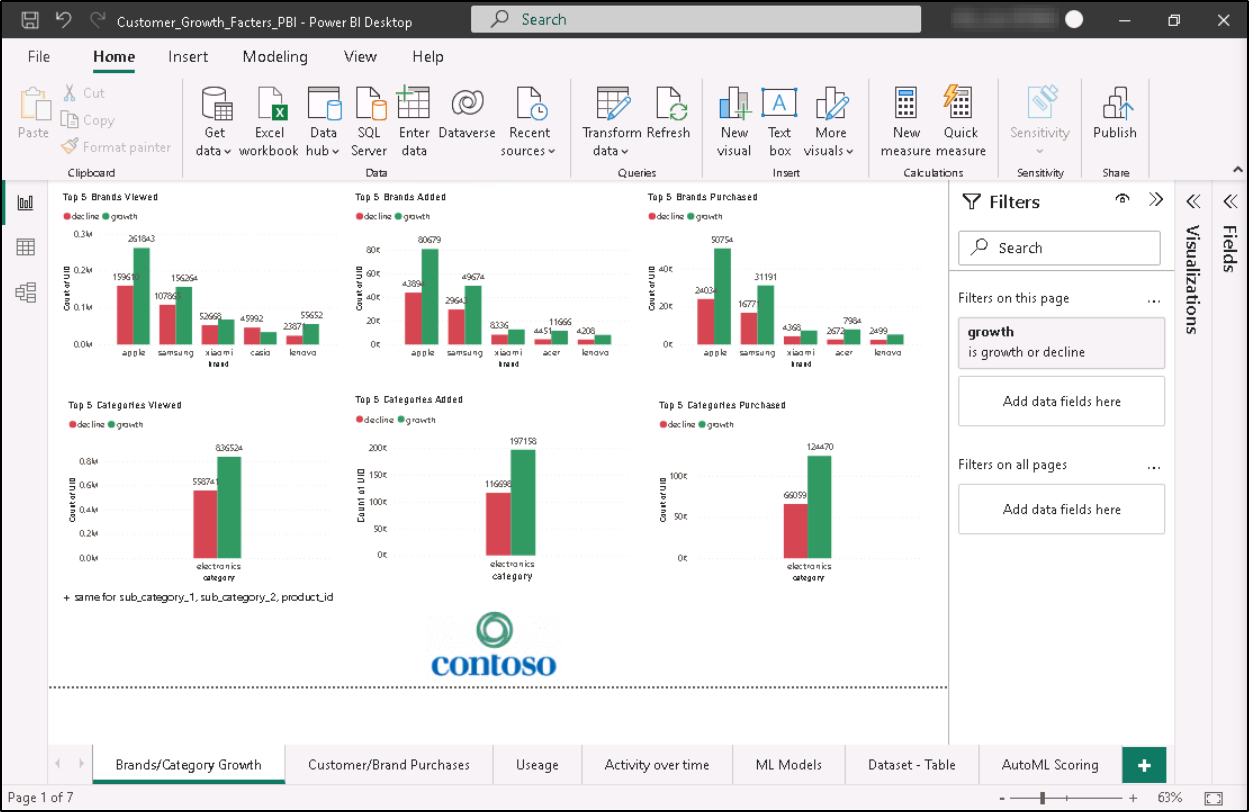 Customer_Growth_Facters_PBI - Power BI Desktop
Search
File Home Insert Modeling View Help
Paste
Cut
Copy
Format painter
Clipboard
Get data
Excel workbook
Data hub
SQL Server
Enter data
Dataverse
Recent sources
Data
Transform data
Refresh
Queries
New visual
Text box
More visuals
Insert
New measure
Quick measure
Calculations
Sensitivity
Sensitivity
Publish
Share
Top 5 Brands Viewed
decline growth
0.3M
0.2M
0.1M
0.0M
Count of UID
261843
156264
52668
45992
23871
55652
apple samsung xiaomi casio lenovo
brand
Top 5 Brands Added
decline growth
80K
60K
40K
20K
0K
Count of UID
80679
43894
49674
29643
8336
4451
11666
4208
apple samsung xiaomi acer lenovo
brand
Top 5 Brands Purchased
decline growth
40K
20K
0K
Count of UID
50754
24034
31191
16771
4368
2672
7984
2499
apple samsung xiaomi acer lenovo
brand
Top 5 Categories Viewed
decline growth
0.8M
0.6M
0.4M
0.2M
0.0M
Count of UID
836524
558741
electronics
category
Top 5 Categories Added
decline growth
200K
150K
100K
50K
0K
Count of UID
197158
116698
electronics
category
Top 5 Categories Purchased
decline growth
100K
50K
0K
Count of UID
124470
66059
electronics
category
+ same for sub_category_1, sub_category_2, product_id
contoso
Filters
Search
Filters on this page
...
growth
is growth or decline
Add data fields here
Filters on all pages
...
Add data fields here
Visualizations
Fields
Brands/Category Growth
Customer/Brand Purchases
Useage
Activity over time
ML Models
Dataset - Table
AutoML Scoring
+
Page 1 of 7
- + 63%